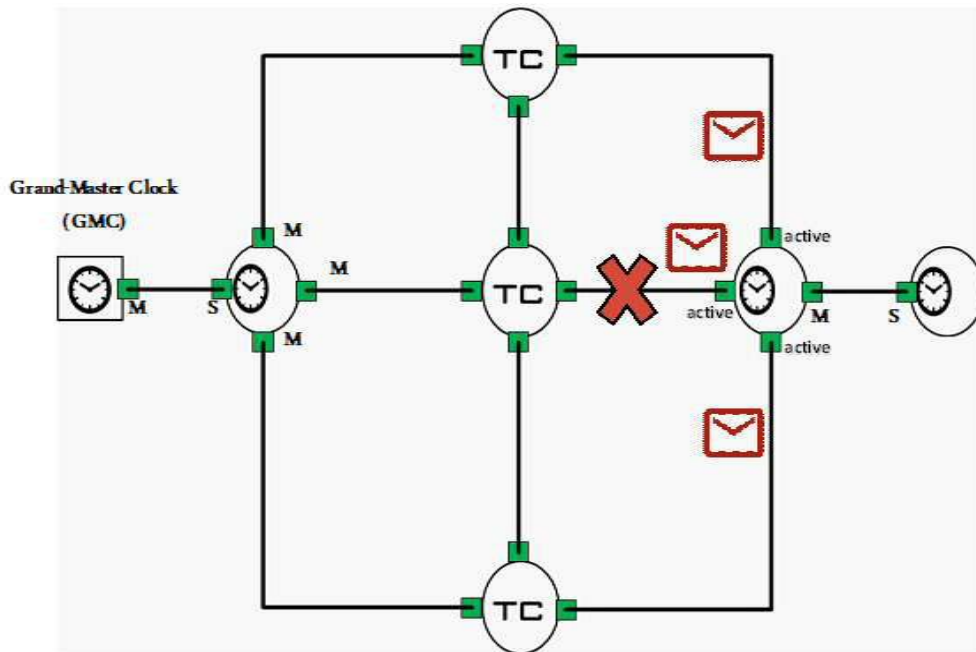 TC
Grand-Master Clock
(GMC)
M
active
M
M
S
TC
active
M
S
M
active
TC